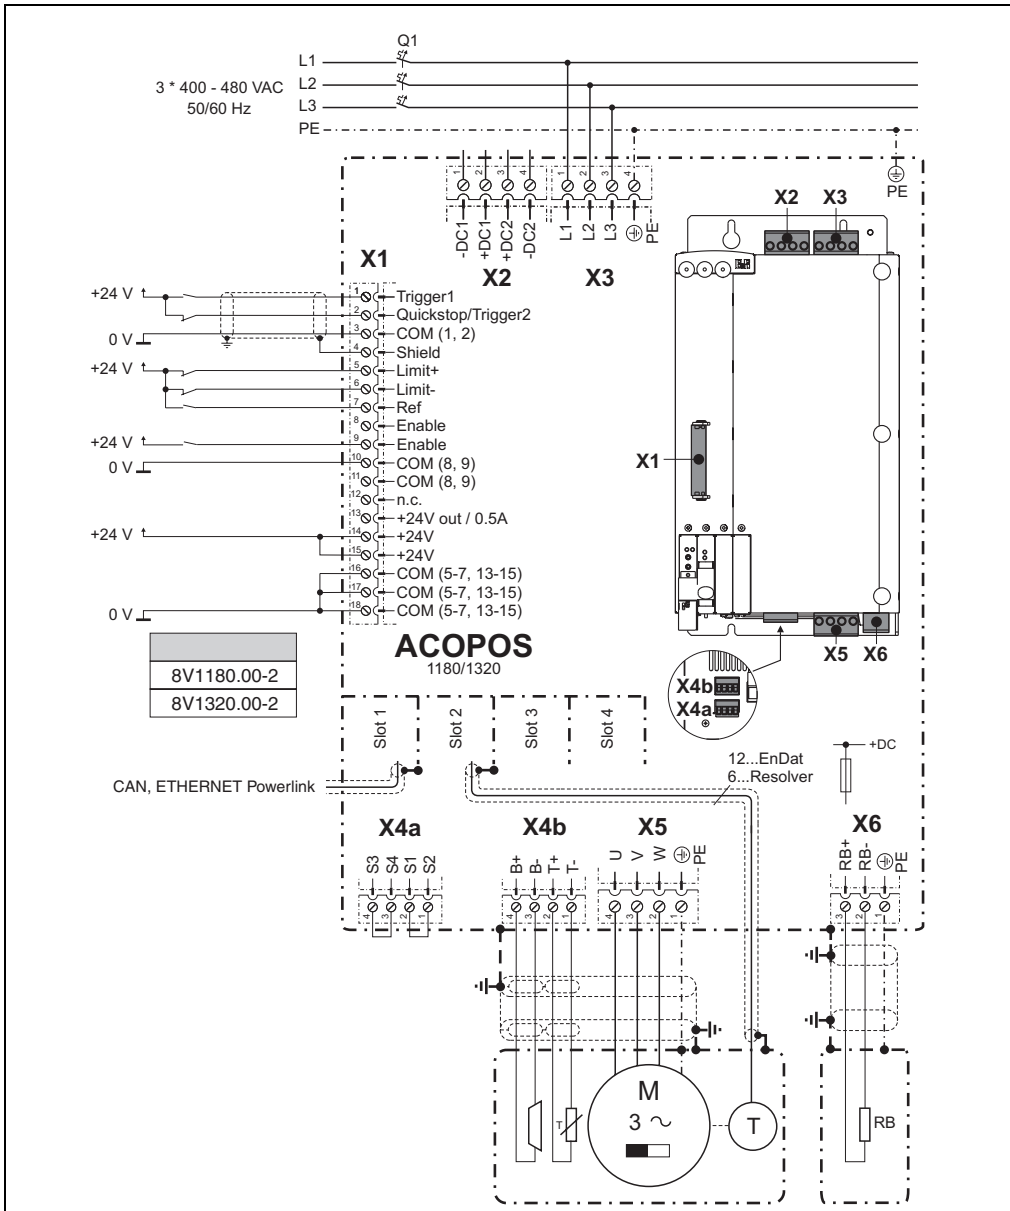 Q1
L1
3 * 400 - 480 VAC
L2
50/60 Hz
L3
PE
1 2 3 4
1 2 3 4
PE
-DC1
+DC1
+DC2
-DC2
L1
L2
L3
PE
X2
X3
X2 X3
X1
+24 V
1 Trigger1
2 Quickstop/Trigger2
0 V
3 COM (1, 2)
4 Shield
+24 V
5 Limit+
6 Limit-
7 Ref
8 Enable
+24 V
9 Enable
0 V
10 COM (8, 9)
11 COM (8, 9)
12 n.c.
13 +24V out / 0.5A
+24 V
14 +24V
15 +24V
16 COM (5-7, 13-15)
17 COM (5-7, 13-15)
0 V
18 COM (5-7, 13-15)
X1
X5 X6
X4b
X4a
ACOPOS
1180/1320
8V1180.00-2
8V1320.00-2
Slot 1
Slot 2
Slot 3
Slot 4
CAN, ETHERNET Powerlink
12...EnDat
6...Resolver
+DC
X4a
X4b
X5
X6
S3
S4
S1
S2
B+
B-
T+
T-
U
V
W
PE
RB+
RB-
PE
4 3 2 1
4 3 2 1
4 3 2 1
3 2 1
M
3 ~
T
T
RB